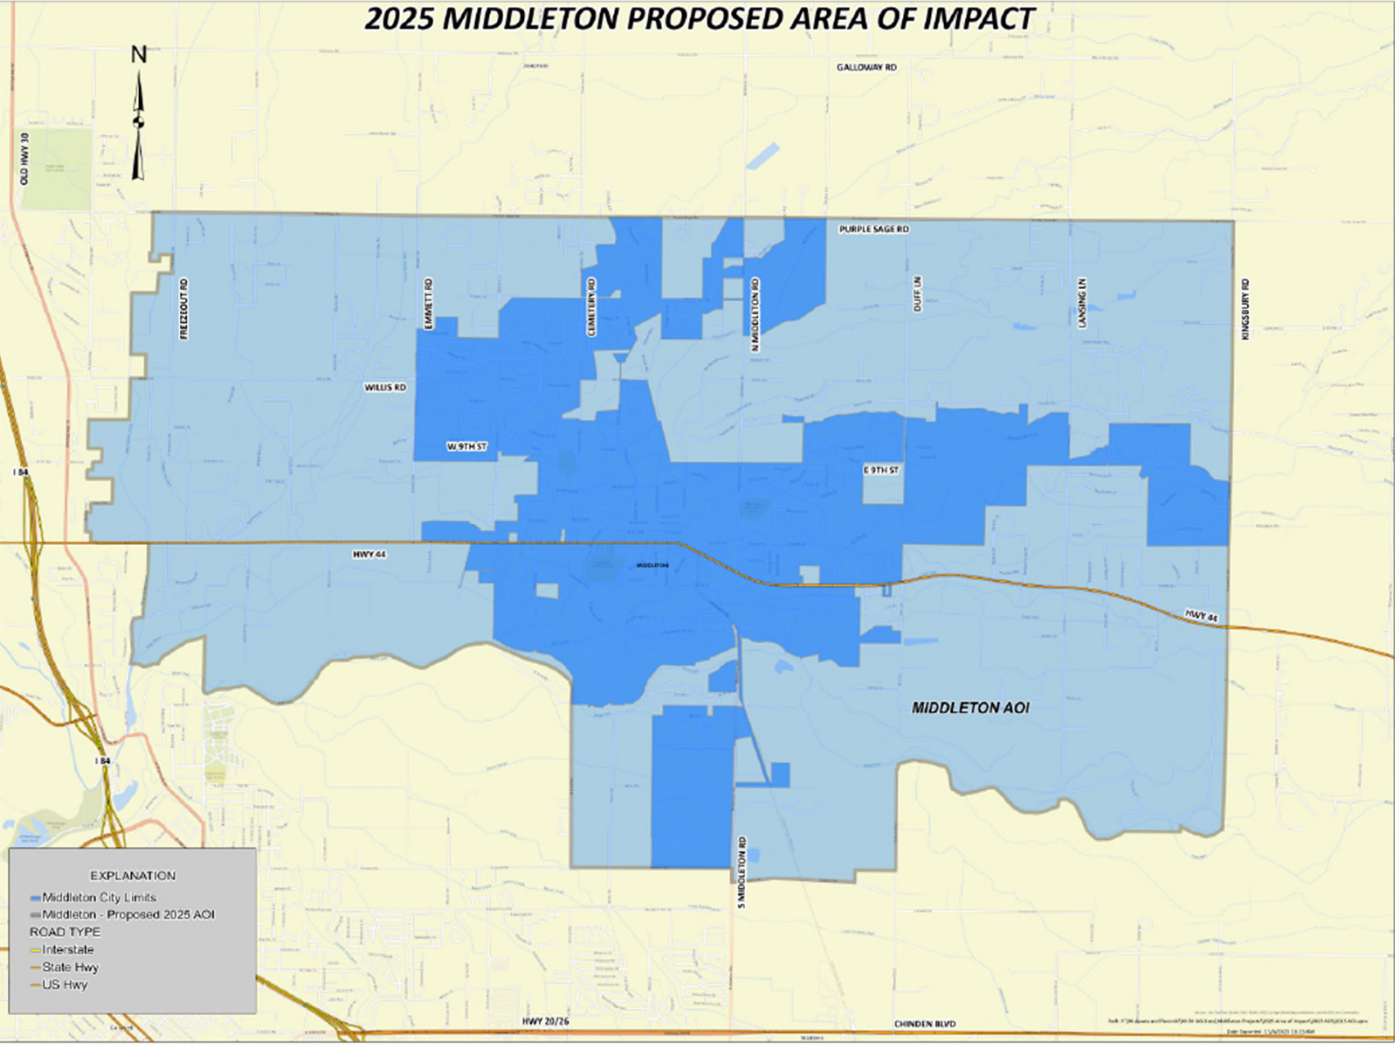 2025 MIDDLETON PROPOSED AREA OF IMPACT
N
GALLOWAY RD
OLD HWY 30
PURPLE SAGE RD
FREEZEOUT RD
EMMETT RD
CEMETERY RD
N MIDDLETON RD
DUFF LN
LANSING LN
KINGSBURY RD
WILLIS RD
W 9TH ST
E 9TH ST
I 84
HWY 44
MIDDLETON
HWY 44
MIDDLETON AOI
I 84
S MIDDLETON RD
EXPLANATION
Middleton City Limits
Middleton - Proposed 2025 AOI
ROAD TYPE
Interstate
State Hwy
US Hwy
HWY 20/26
CHINDEN BLVD